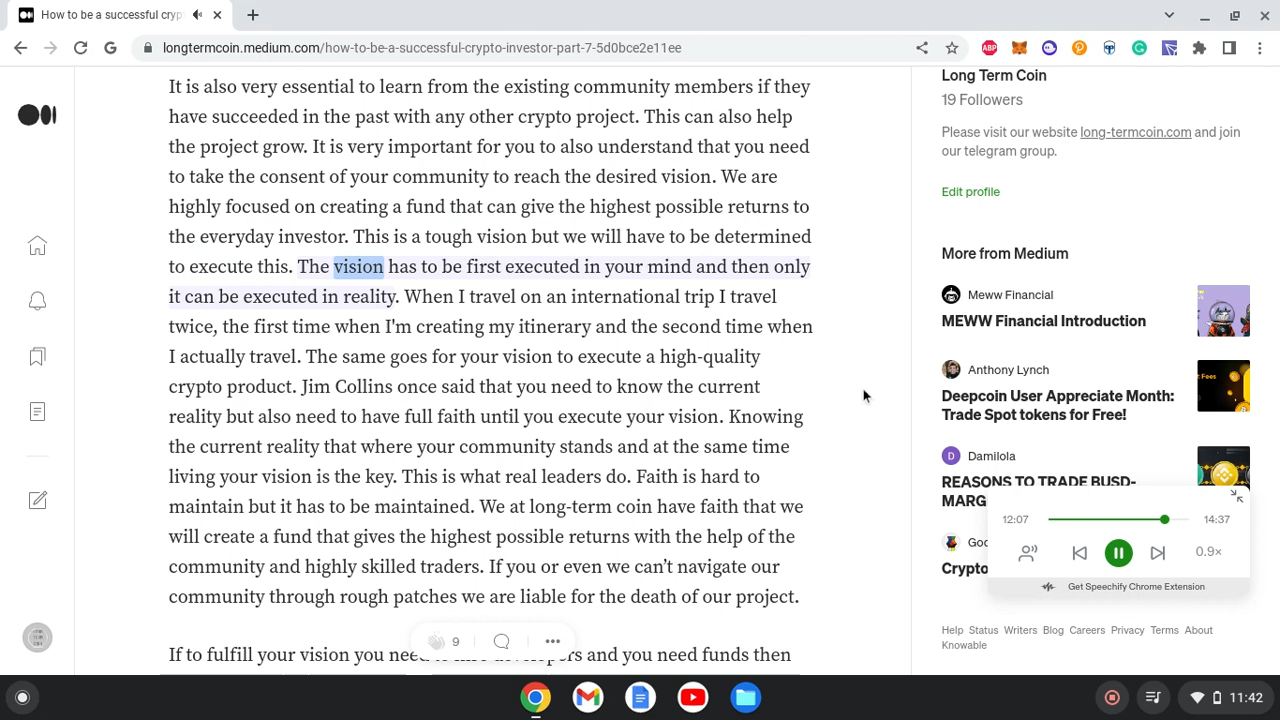 How to be a successful cryp
longtermcoin.medium.com/how-to-be-a-successful-crypto-investor-part-7-5d0bce2e11ee
It is also very essential to learn from the existing community members if they
have succeeded in the past with any other crypto project. This can also help
the project grow. It is very important for you to also understand that you need
to take the consent of your community to reach the desired vision. We are
highly focused on creating a fund that can give the highest possible returns to
the everyday investor. This is a tough vision but we will have to be determined
to execute this. The vision has to be first executed in your mind and then only
it can be executed in reality. When I travel on an international trip I travel
twice, the first time when I'm creating my itinerary and the second time when
I actually travel. The same goes for your vision to execute a high-quality
crypto product. Jim Collins once said that you need to know the current
reality but also need to have full faith until you execute your vision. Knowing
the current reality that where your community stands and at the same time
living your vision is the key. This is what real leaders do. Faith is hard to
maintain but it has to be maintained. We at long-term coin have faith that we
will create a fund that gives the highest possible returns with the help of the
community and highly skilled traders. If you or even we can't navigate our
community through rough patches we are liable for the death of our project.
If to fulfill your vision you need to hire developers and you need funds then
9
Long Term Coin
19 Followers
Please visit our website long-termcoin.com and join
our telegram group.
Edit profile
More from Medium
Meww Financial
MEWW Financial Introduction
Anthony Lynch
Deepcoin User Appreciate Month:
Trade Spot tokens for Free!
Damilola
REASONS TO TRADE BUSD-
MARG
Goo
Crypto
12:07
14:37
0.9×
Get Speechify Chrome Extension
Help Status Writers Blog Careers Privacy Terms About
Knowable
11:42